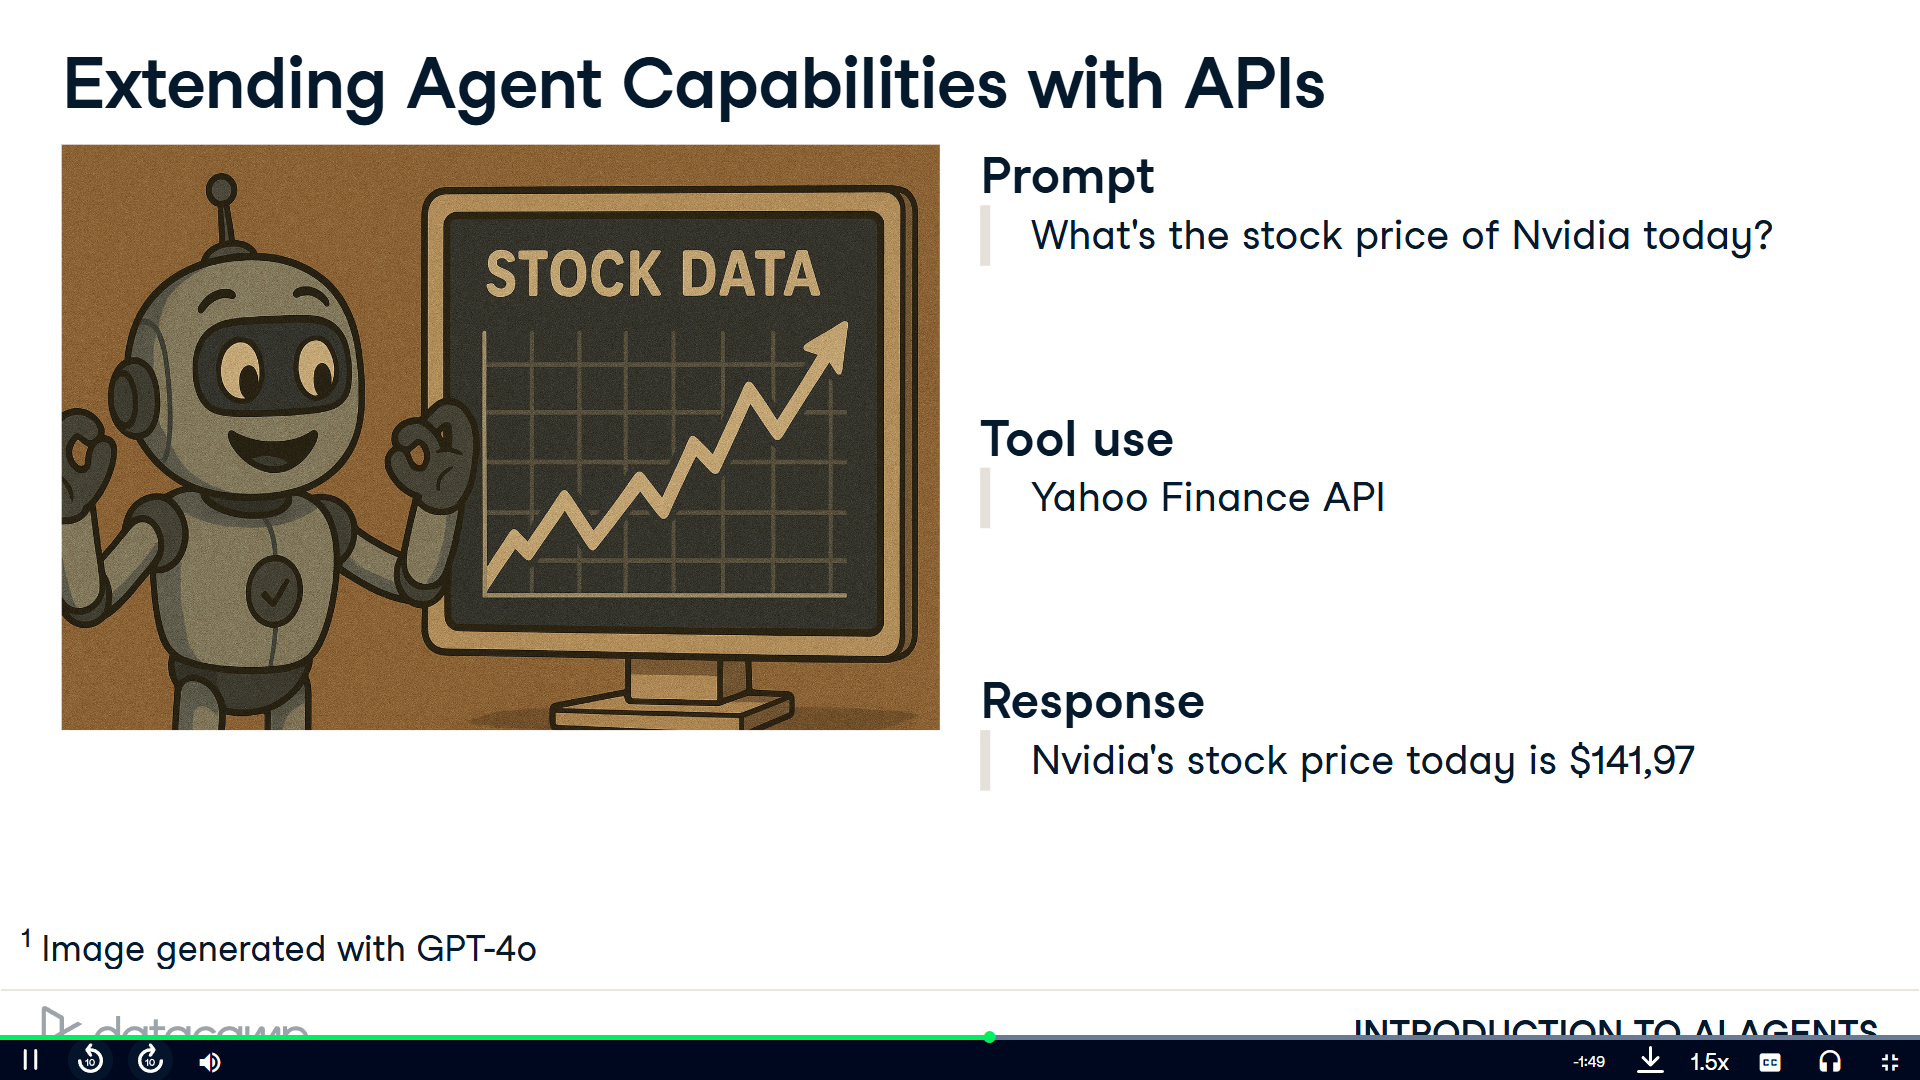 Extending Agent Capabilities with APIs
STOCK DATA
Prompt
What's the stock price of Nvidia today?
Tool use
Yahoo Finance API
Response
Nvidia's stock price today is $141,97
1 Image generated with GPT-4o
datacamp
INTRODUCTION TO AI AGENTS
10
10
-1:49
1.5x
CC